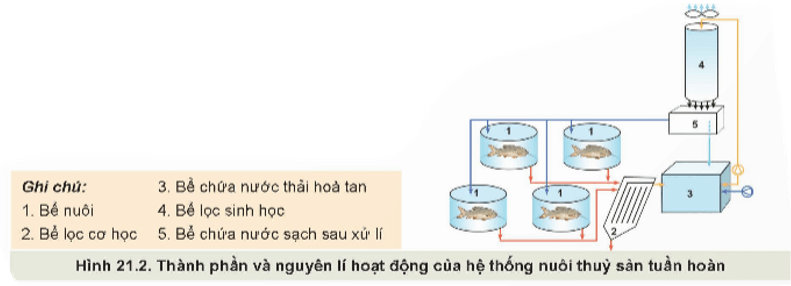 4
5
1
1
Ghi chú:
3. Bể chứa nước thải hoà tan
1. Bể nuôi
4. Bể lọc sinh học
2. Bể lọc cơ học
5. Bể chứa nước sạch sau xử lí
1
1
3
2
Hình 21.2. Thành phần và nguyên lí hoạt động của hệ thống nuôi thuỷ sản tuần hoàn